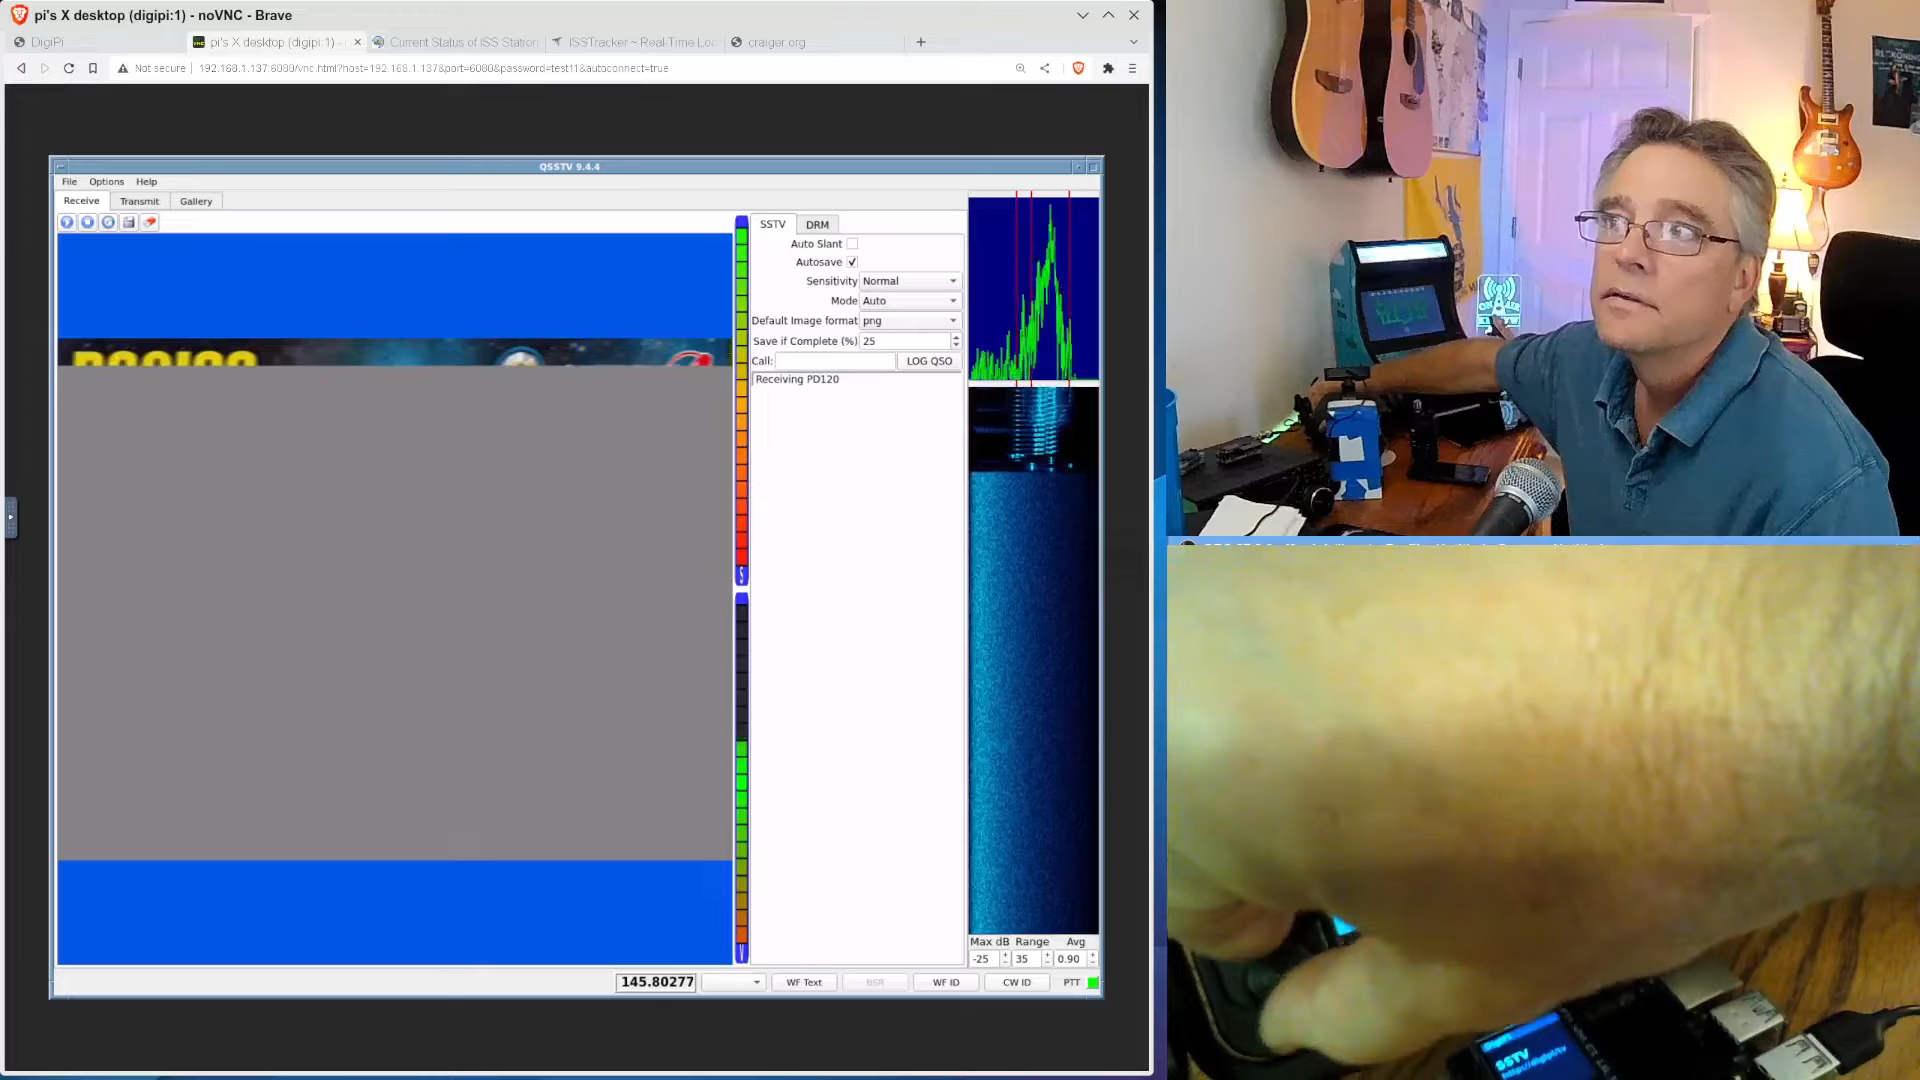 pi's X desktop (digipi:1) - noVNC - Brave
DigiPi
pi's X desktop (digipi:1) -
Current Status of ISS Station
ISSTracker ~ Real-Time Loc
craiger.org
Not secure
192.168.1.137:6080/vnc.html?host=192.168.1.137&port=6080&password=test11&autoconnect=true
QSSTV 9.4.4
File Options Help
Receive Transmit Gallery
SSTV DRM
Auto Slant
Autosave
Sensitivity Normal
Mode Auto
Default Image format png
Save if Complete (%) 25
Call: LOG QSO
Receiving PD120
Max dB Range Avg
-25 35 0.90
145.80277 WF Text BSR WF ID CW ID PTT
S
V
ON AIR
DigiPi
SSTV